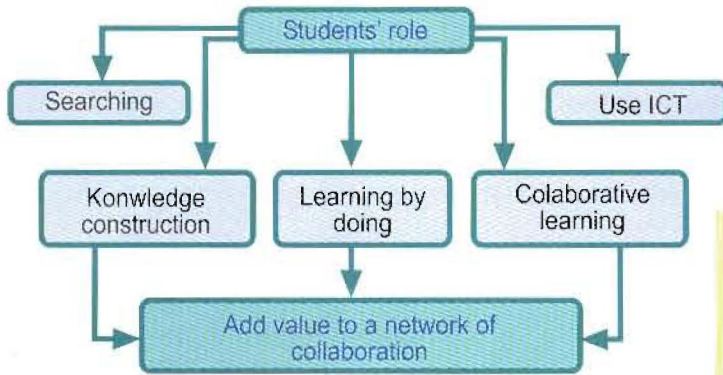 Students' role
Searching
Use ICT
Konwledge
construction
Learning by
doing
Colaborative
learning
Add value to a network of
collaboration